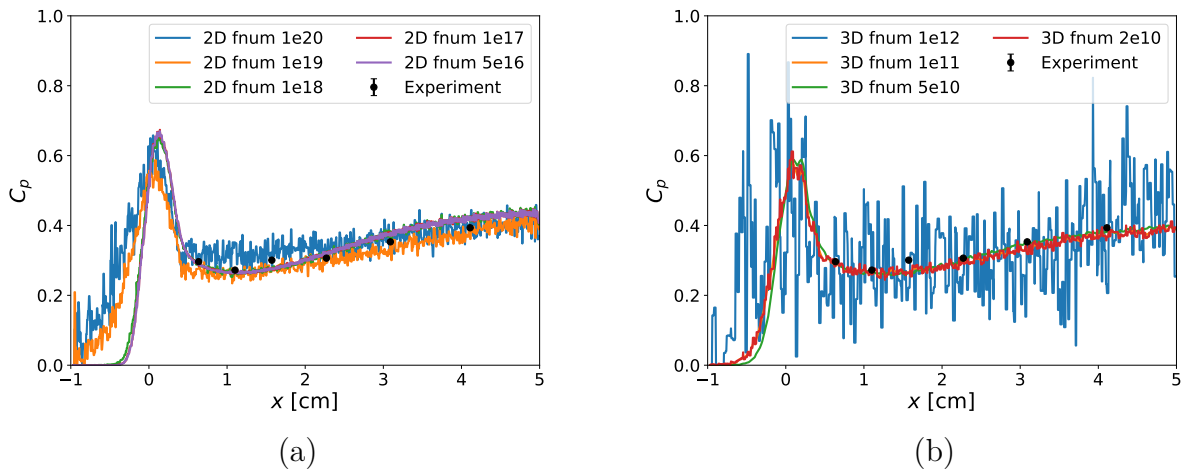 1.0
0.8
0.6
0.4
0.2
0.0
C_p
2D fnum 1e20
2D fnum 1e19
2D fnum 1e18
2D fnum 1e17
2D fnum 5e16
Experiment
−1 0 1 2 3 4 5
x [cm]
(a)
1.0
0.8
0.6
0.4
0.2
0.0
C_p
3D fnum 1e12
3D fnum 1e11
3D fnum 5e10
3D fnum 2e10
Experiment
−1 0 1 2 3 4 5
x [cm]
(b)